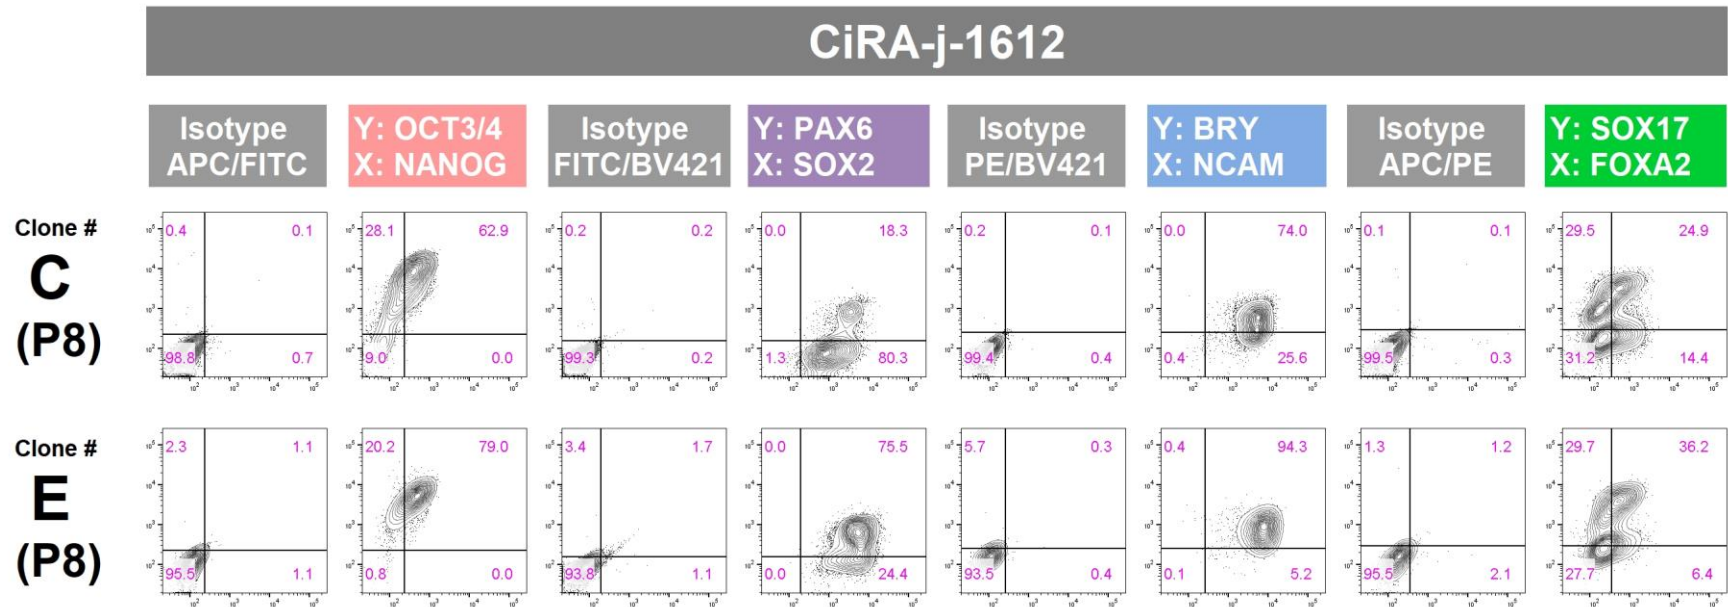 CiRA-j-1612
Isotype
APC/FITC
Y: OCT3/4
X: NANOG
Isotype
FITC/BV421
Y: PAX6
X: SOX2
Isotype
PE/BV421
Y: BRY
X: NCAM
Isotype
APC/PE
Y: SOX17
X: FOXA2
Clone #
C
(P8)
0.4 0.1
98.8 0.7
28.1 62.9
9.0 0.0
0.2 0.2
99.3 0.2
0.0 18.3
1.3 80.3
0.2 0.1
99.4 0.4
0.0 74.0
0.4 25.6
0.1 0.1
99.5 0.3
29.5 24.9
31.2 14.4
Clone #
E
(P8)
2.3 1.1
95.5 1.1
20.2 79.0
0.8 0.0
3.4 1.7
93.8 1.1
0.0 75.5
0.0 24.4
5.7 0.3
93.5 0.4
0.4 94.3
0.1 5.2
1.3 1.2
95.5 2.1
29.7 36.2
27.7 6.4